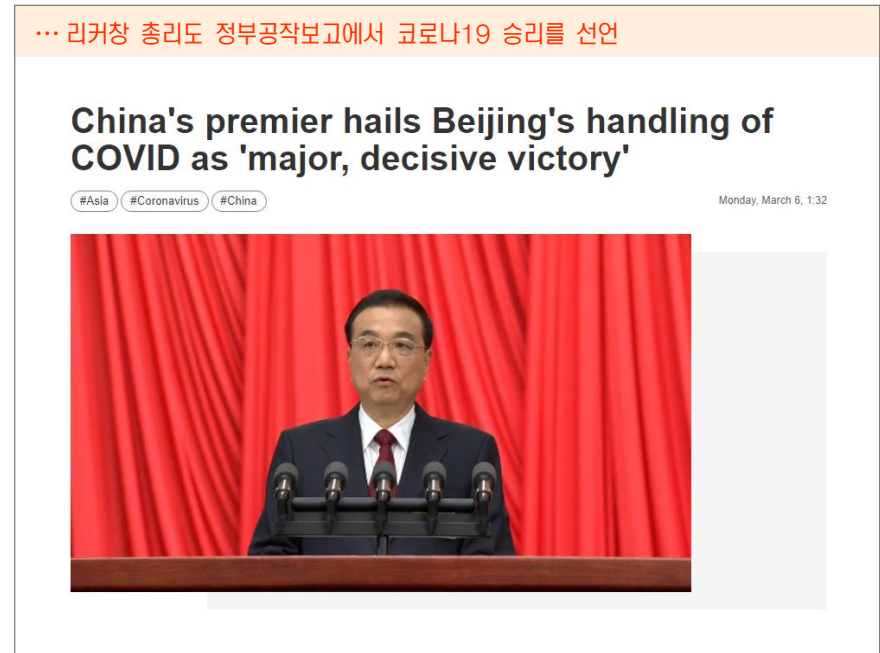 ··· 리커창 총리도 정부공작보고에서 코로나19 승리를 선언
China's premier hails Beijing's handling of
COVID as 'major, decisive victory'
#Asia #Coronavirus #China
Monday, March 6, 1:32